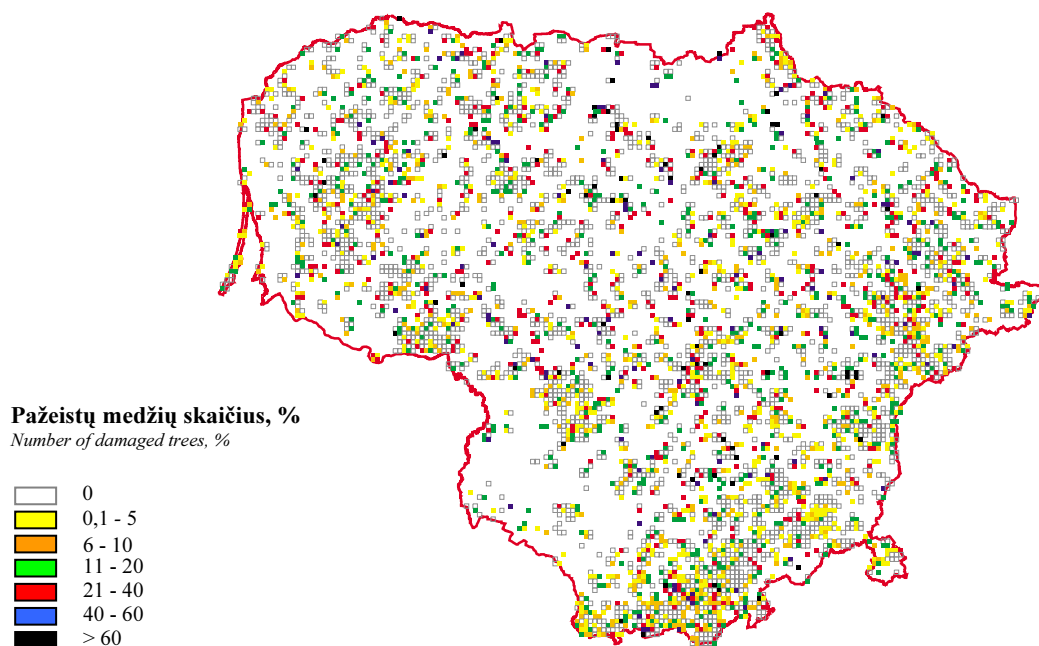 Pažeistų medžių skaičius, %
Number of damaged trees, %
0
0,1 - 5
6 - 10
11 - 20
21 - 40
40 - 60
> 60